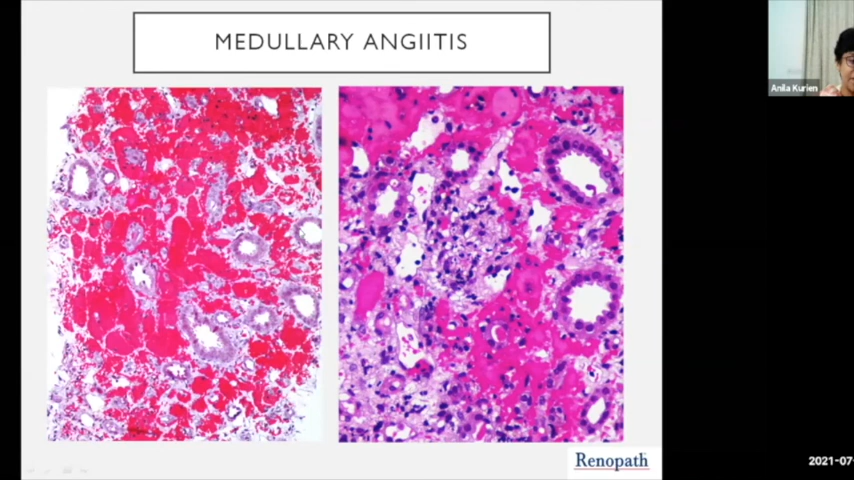 MEDULLARY ANGIITIS
Anila Kurien
Renopath
2021-07-